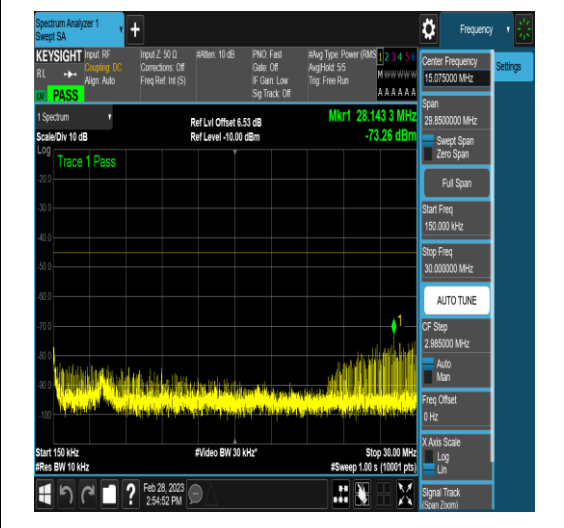 Spectrum Analyzer 1
Swept SA
Frequency
KEYSIGHT
RL
PASS
Input: RF
Coupling: DC
Align: Auto
Input Z: 50 Ω
Corrections: Off
Freq Ref: Int (S)
#Atten: 10 dB
PNO: Fast
Gate: Off
IF Gain: Low
Sig Track: Off
#Avg Type: Power (RMS
Avg|Hold: 5/5
Trig: Free Run
1 2 3 4 5 6
M W W W W W
A A A A A A
1 Spectrum
Scale/Div 10 dB
Ref Lvl Offset 6.53 dB
Ref Level -10.00 dBm
Mkr1 28.143 3 MHz
-73.26 dBm
Log
Trace 1 Pass
-20.0
-30.0
-40.0
-50.0
-60.0
-70.0
-80.0
-90.0
-100
1
Start 150 kHz
#Res BW 10 kHz
#Video BW 30 kHz*
Stop 30.00 MHz
#Sweep 1.00 s (10001 pts)
Feb 28, 2023
2:54:52 PM
Center Frequency
15.075000 MHz
Settings
Span
29.8500000 MHz
Swept Span
Zero Span
Full Span
Start Freq
150.000 kHz
Stop Freq
30.000000 MHz
AUTO TUNE
CF Step
2.985000 MHz
Auto
Man
Freq Offset
0 Hz
X Axis Scale
Log
Lin
Signal Track
(Span Zoom)